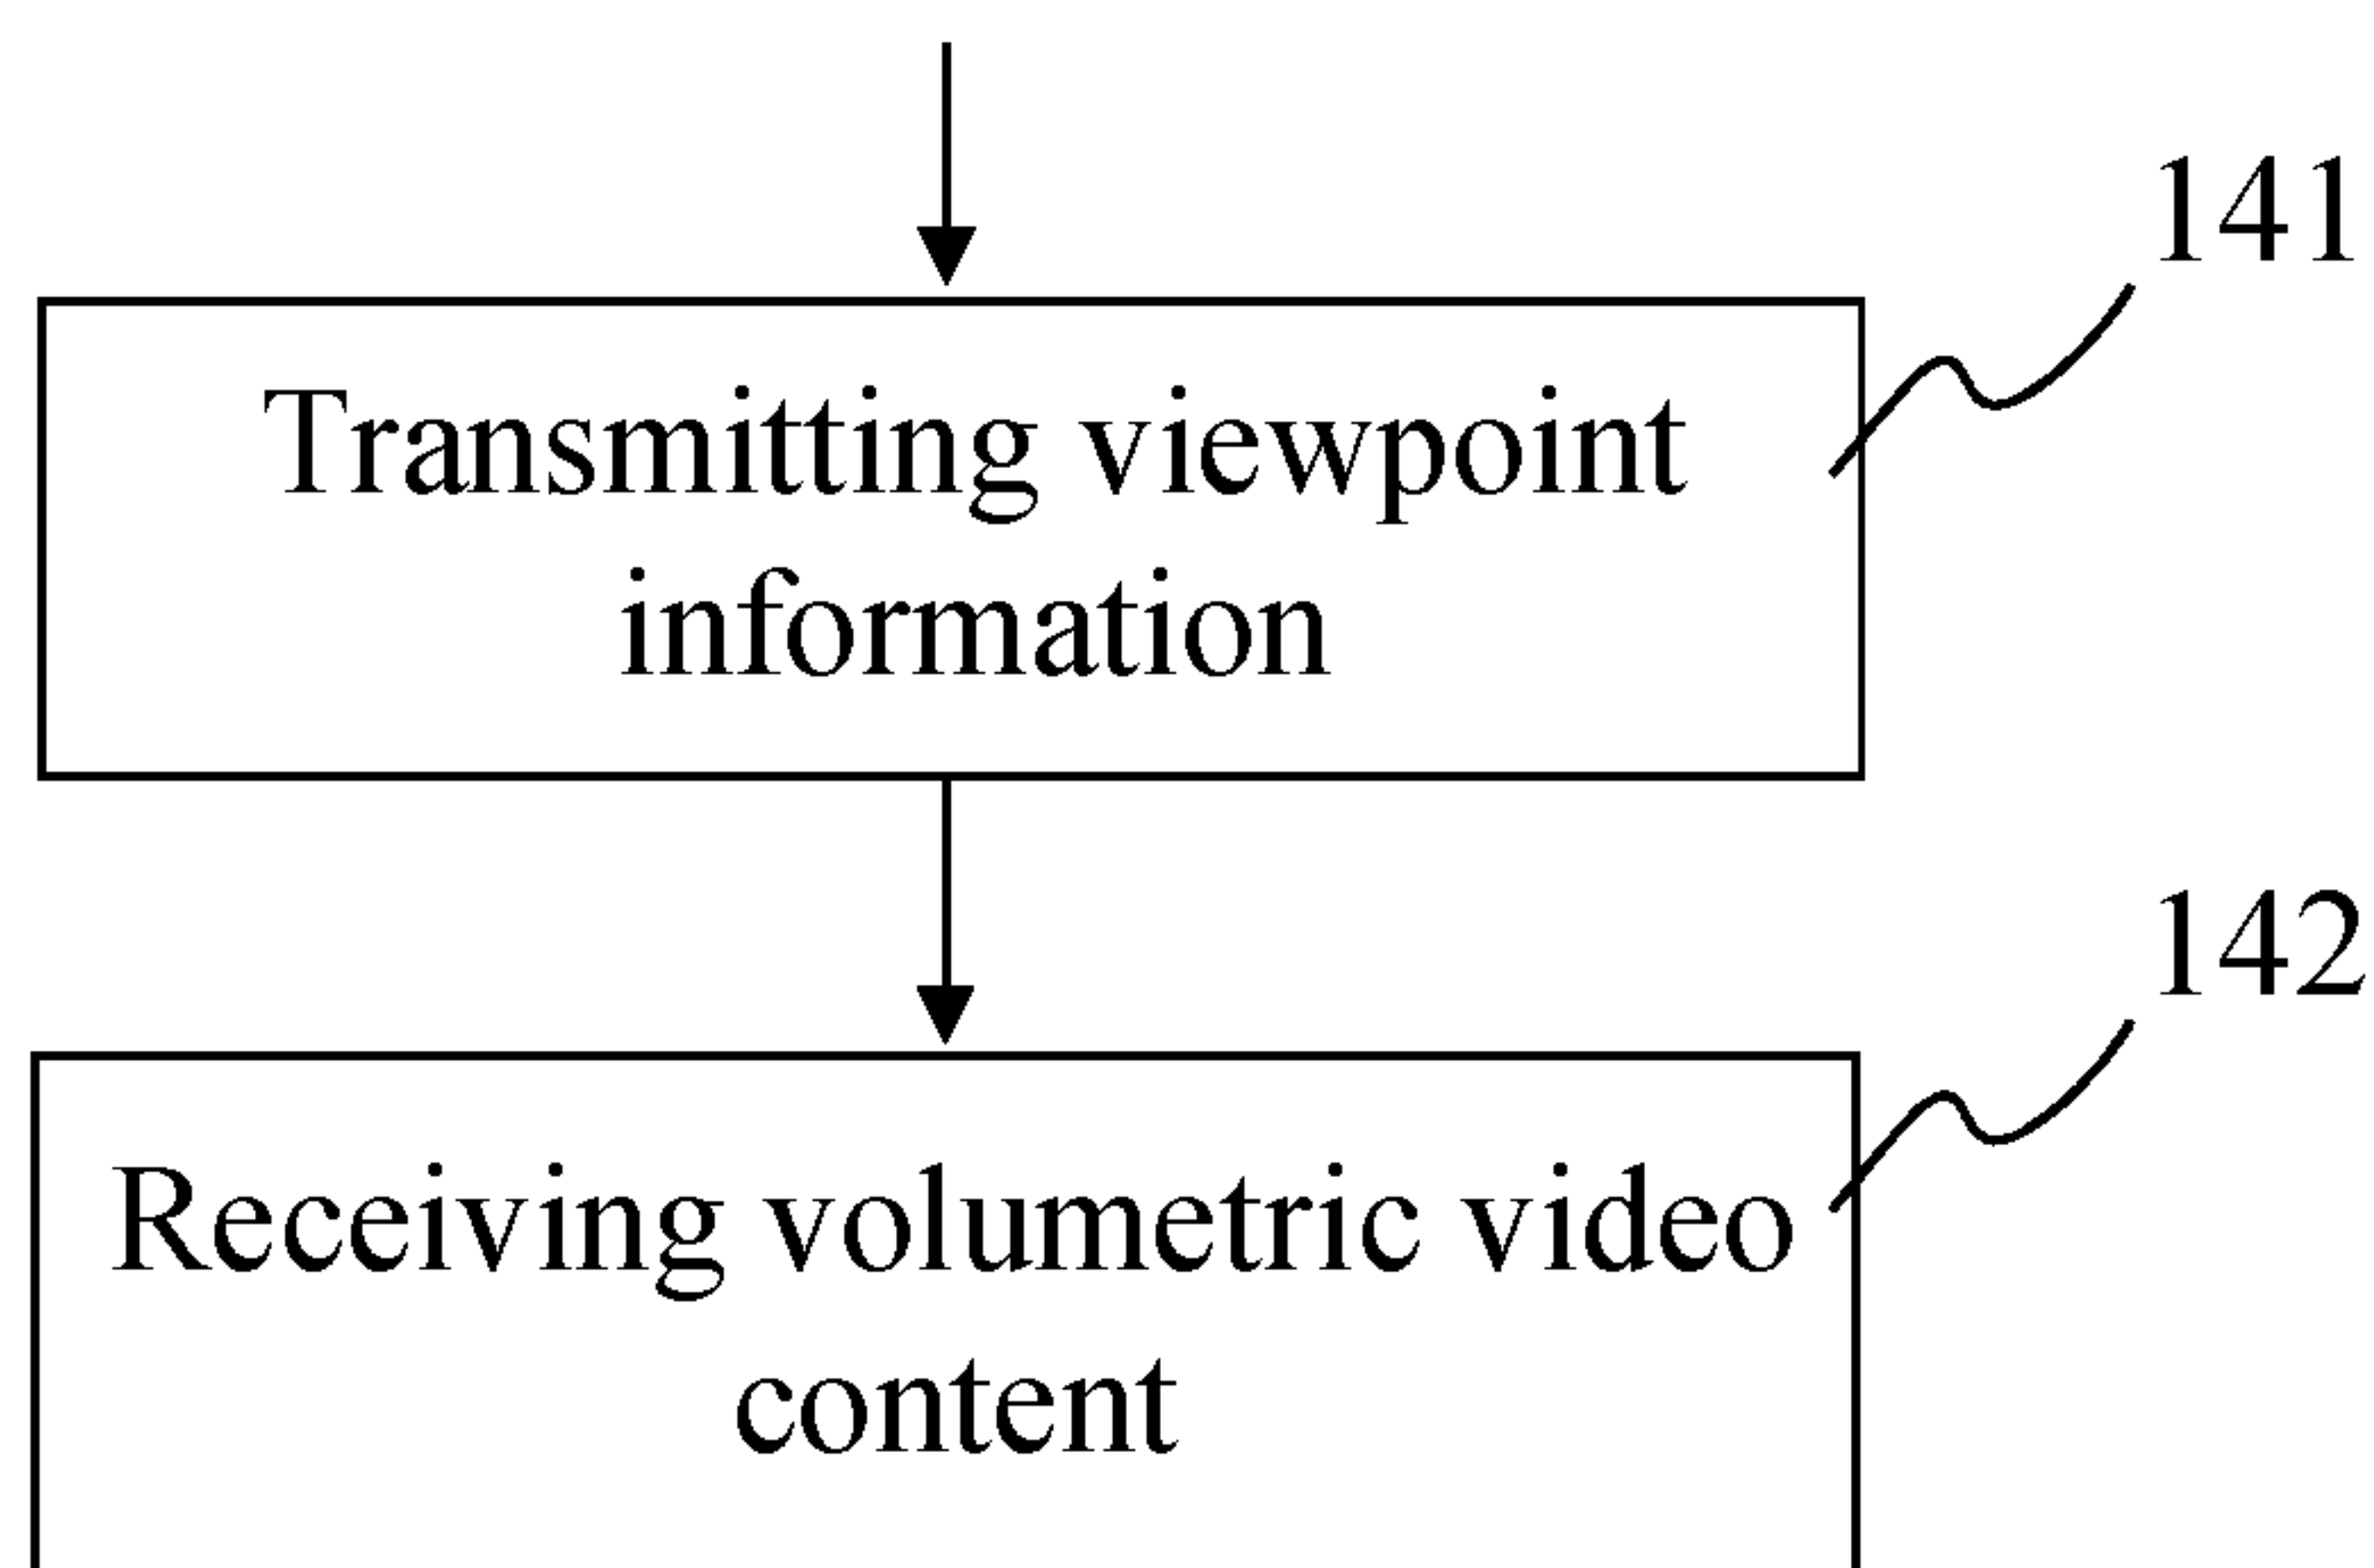 141
Transmitting viewpoint
information
142
Receiving volumetric video
content